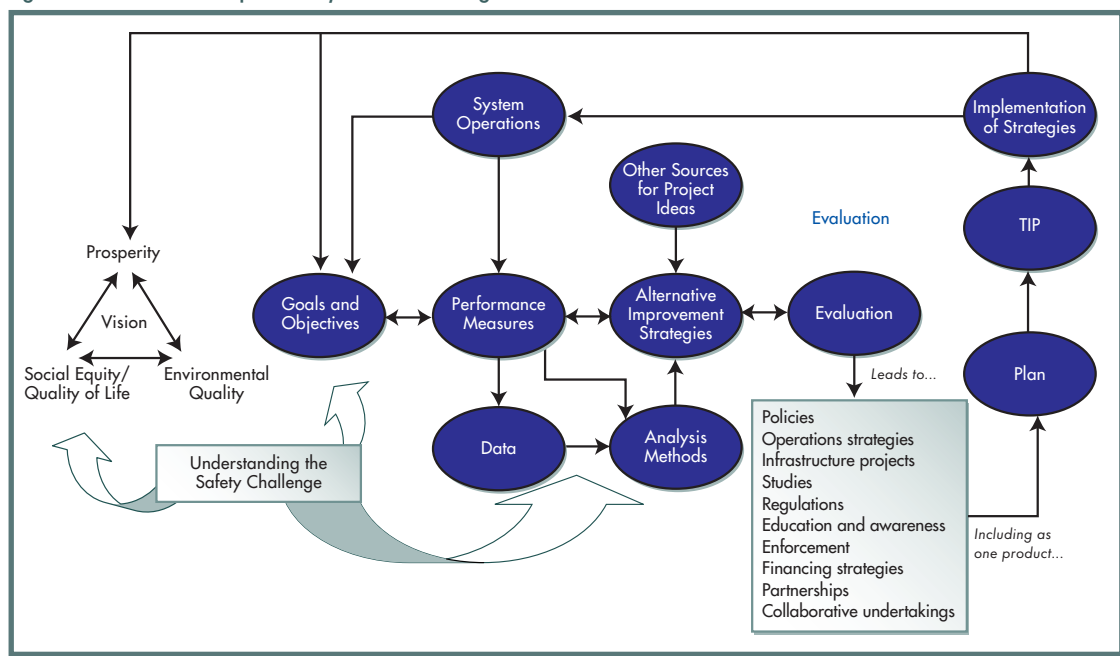 System
Operations
Implementation
of Strategies
Other Sources
for Project
Ideas
Evaluation
TIP
Prosperity
Vision
Social Equity/
Quality of Life
Environmental
Quality
Goals and
Objectives
Performance
Measures
Alternative
Improvement
Strategies
Evaluation
Plan
Leads to...
Data
Analysis
Methods
Understanding the
Safety Challenge
Policies
Operations strategies
Infrastructure projects
Studies
Regulations
Education and awareness
Enforcement
Financing strategies
Partnerships
Collaborative undertakings
Including as
one product...